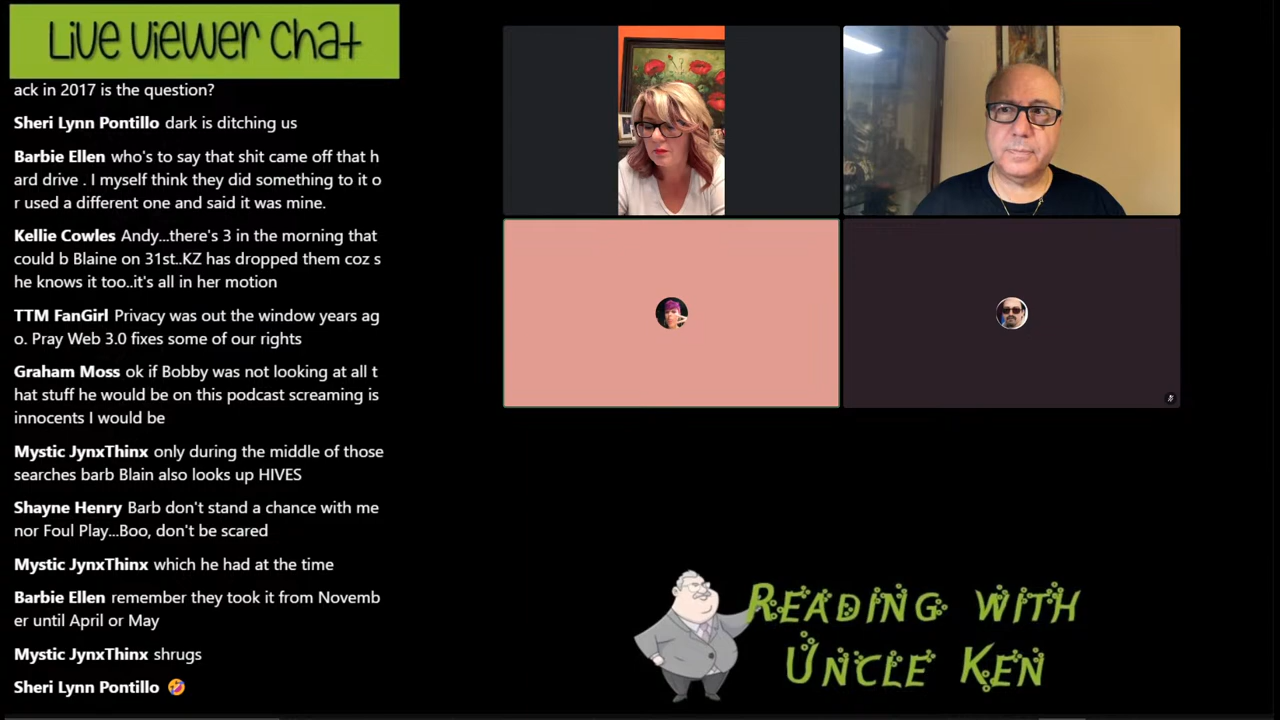 Live Viewer Chat
ack in 2017 is the question?
Sheri Lynn Pontillo dark is ditching us
Barbie Ellen who's to say that shit came off that h
ard drive . I myself think they did something to it o
r used a different one and said it was mine.
Kellie Cowles Andy...there's 3 in the morning that
could b Blaine on 31st..KZ has dropped them coz s
he knows it too..it's all in her motion
TTM FanGirl Privacy was out the window years ag
o. Pray Web 3.0 fixes some of our rights
Graham Moss ok if Bobby was not looking at all t
hat stuff he would be on this podcast screaming is
innocents I would be
Mystic JynxThinx only during the middle of those
searches barb Blain also looks up HIVES
Shayne Henry Barb don't stand a chance with me
nor Foul Play...Boo, don't be scared
Mystic JynxThinx which he had at the time
Barbie Ellen remember they took it from Novemb
er until April or May
Mystic JynxThinx shrugs
Sheri Lynn Pontillo 🤣
Reading with
Uncle Ken